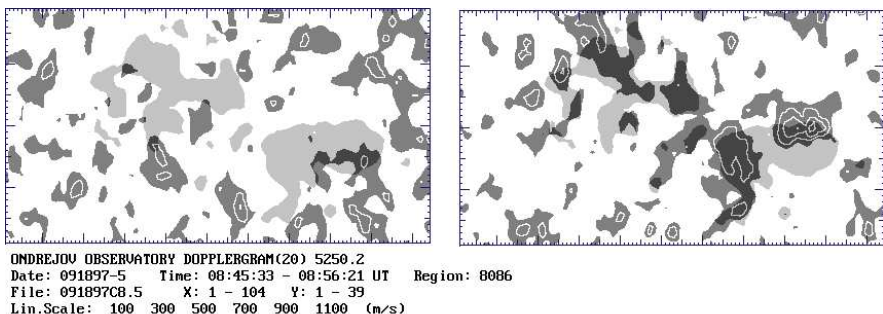 ONDREJOV OBSERVATORY DOPPLERGRAM(20) 5250.2
Date: 091897-5 Time: 08:45:33 - 08:56:21 UT Region: 8086
File: 091897C8.5 X: 1 - 104 Y: 1 - 39
Lin.Scale: 100 300 500 700 900 1100 (m/s)